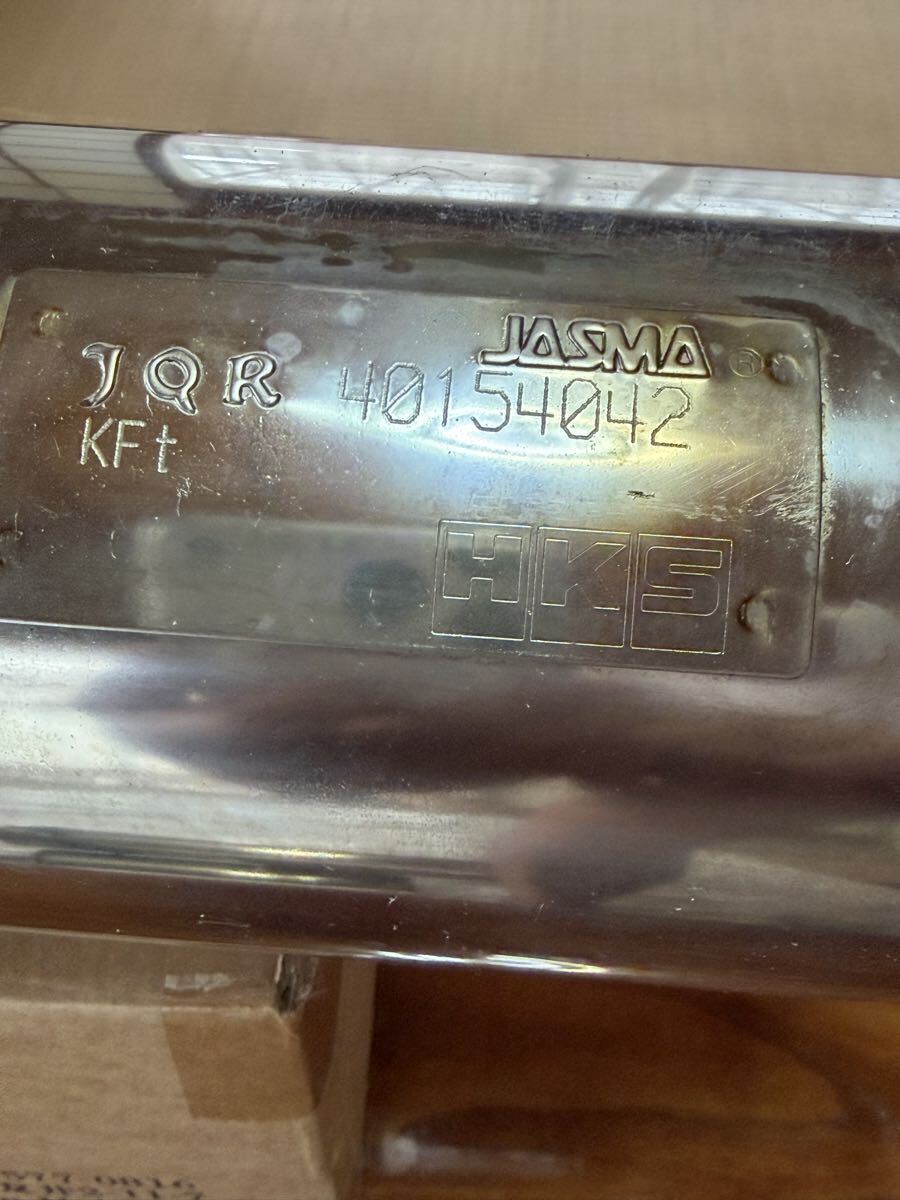 JASMA ®
JQR 40154042
KFt
HKS